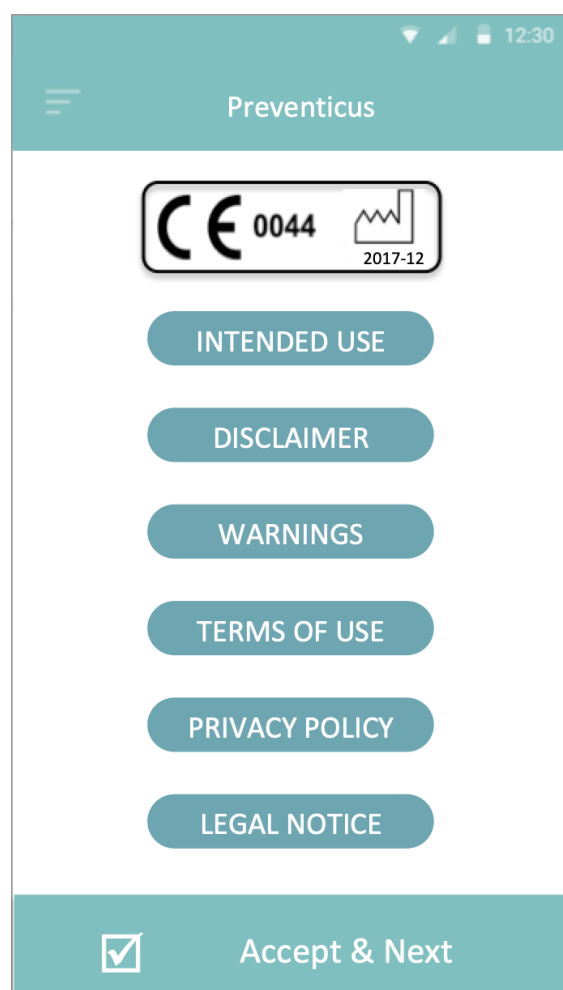 12:30
Preventicus
CE 0044
2017-12
INTENDED USE
DISCLAIMER
WARNINGS
TERMS OF USE
PRIVACY POLICY
LEGAL NOTICE
Accept & Next